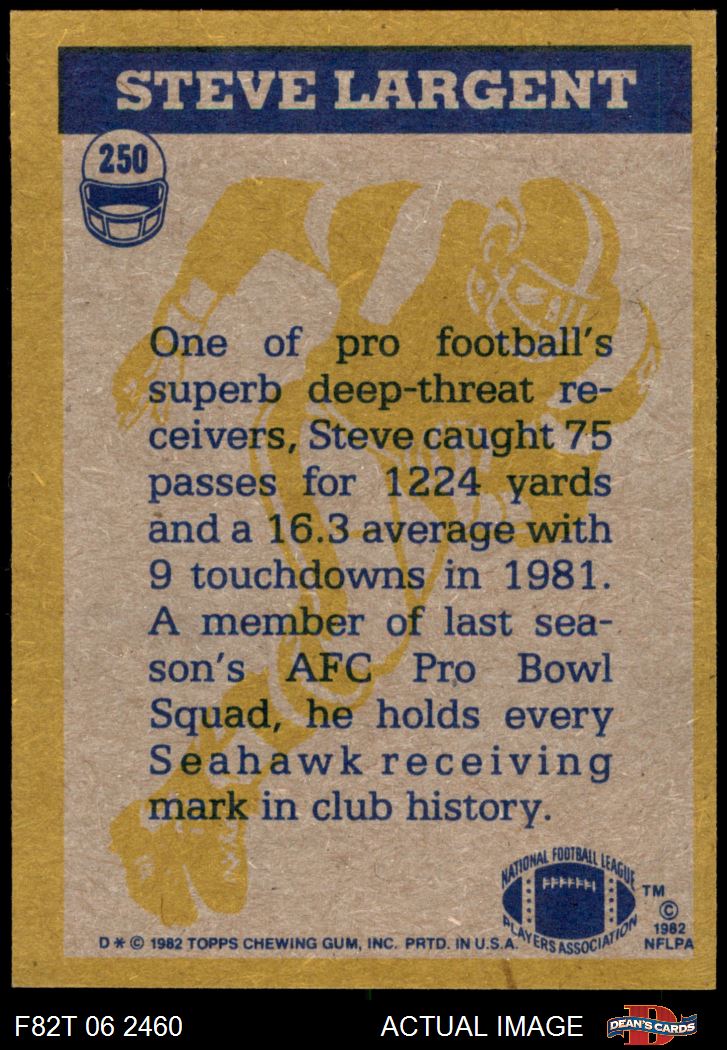 STEVE LARGENT
250
One of pro football's
superb deep-threat re-
ceivers, Steve caught 75
passes for 1224 yards
and a 16.3 average with
9 touchdowns in 1981.
A member of last sea-
son's AFC Pro Bowl
Squad, he holds every
Seahawk receiving
mark in club history.
NATIONAL FOOTBALL LEAGUE
PLAYERS ASSOCIATION
TM
©
1982
NFLPA
D * © 1982 TOPPS CHEWING GUM, INC. PRTD. IN U.S.A.
F82T 06 2460
ACTUAL IMAGE
D
DEAN'S CARDS